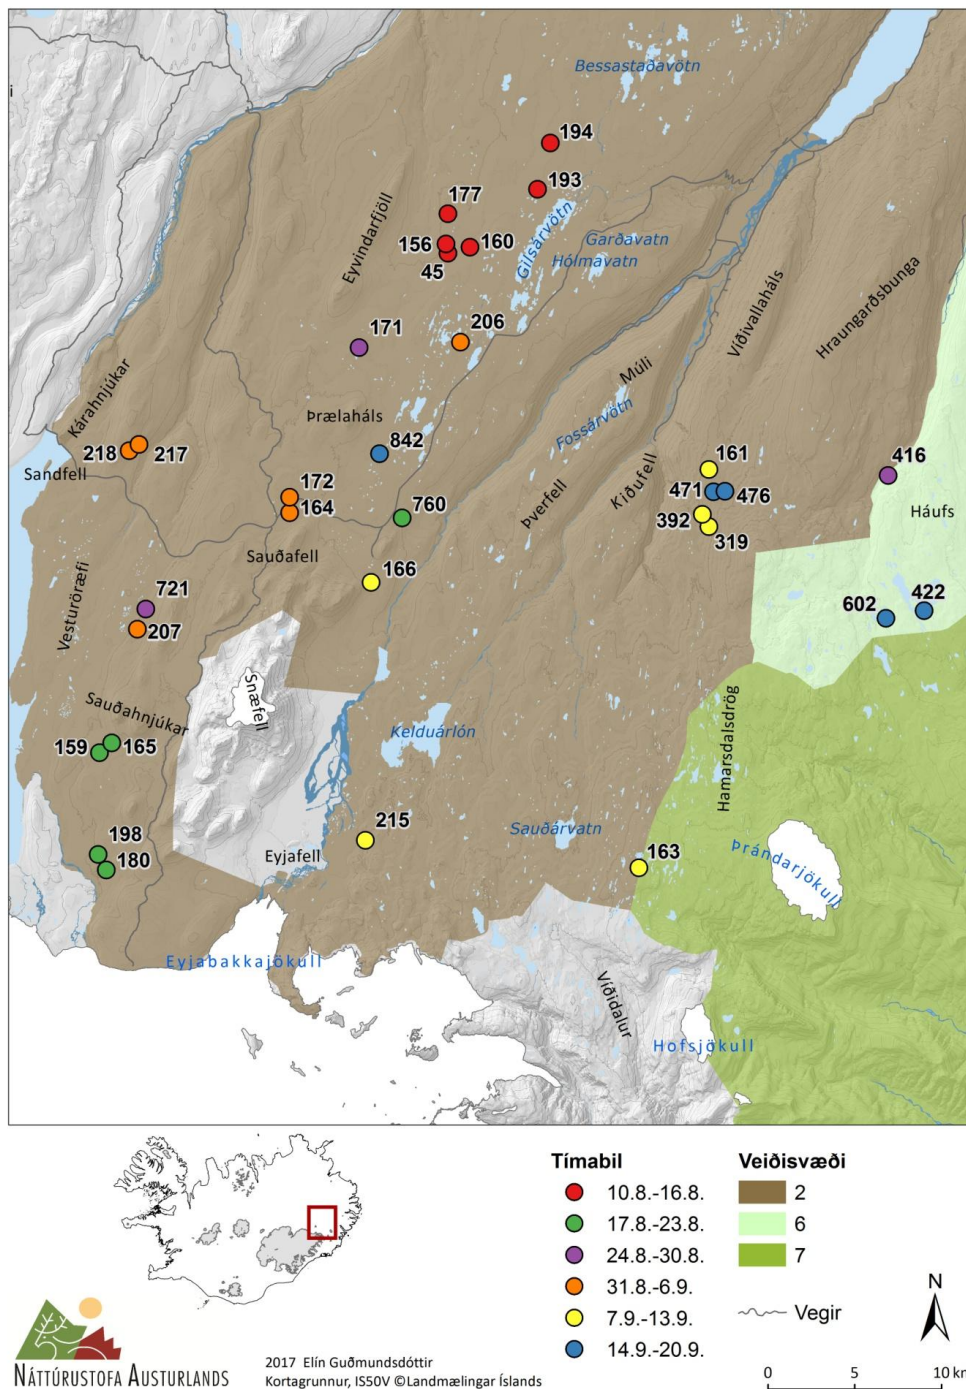 i
Bessastaðavötn
194
193
177
156
160
45
Eyvindarfjöll
Gilsárvötn
Garðavatn
Hólmavatn
Víðivallaháls
Hraungarðsbunga
171
206
Múli
Kárahnjúkar
Þrælaháls
Fossárvötn
218
217
842
Sandfell
161
416
172
471
476
164
760
Þverfell
Kiðufell
392
319
Háufs
Sauðafell
166
721
Vesturöræfi
207
602
422
Snæfell
Sauðahnjúkar
Kelduárlón
Hamarsdalsdrög
159
165
198
215
Sauðárvatn
180
Eyjafell
163
Þrándarjökull
Eyjabakkajökull
Víðidalur
Hofsjökull
Tímabil
10.8.-16.8.
17.8.-23.8.
24.8.-30.8.
31.8.-6.9.
7.9.-13.9.
14.9.-20.9.
Veiðisvæði
2
6
7
Vegir
N
0 5 10 km
NÁTTÚRUSTOFA AUSTURLANDS
2017 Elín Guðmundsdóttir
Kortagrunnur, IS50V ©Landmælingar Íslands